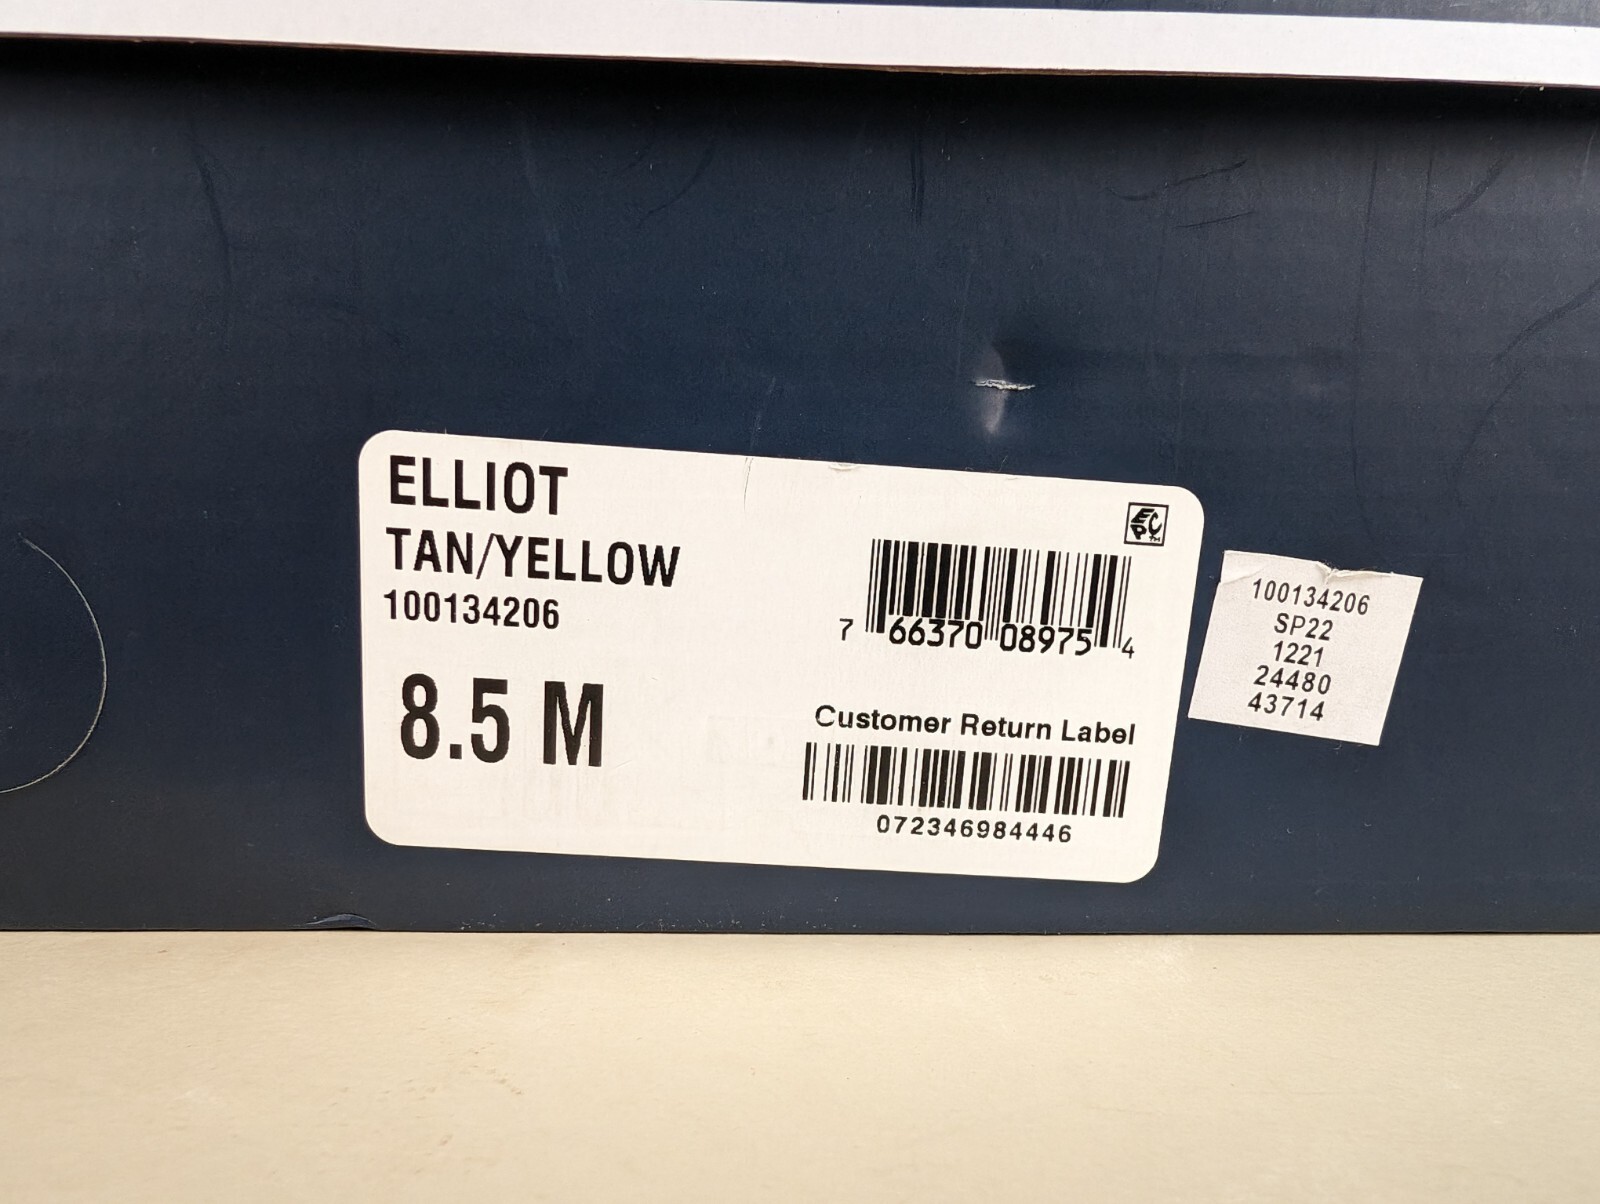 ELLIOT
TAN/YELLOW
100134206
8.5 M
EPC™
7 66370 08975 4
Customer Return Label
072346984446
100134206
SP22
1221
24480
43714